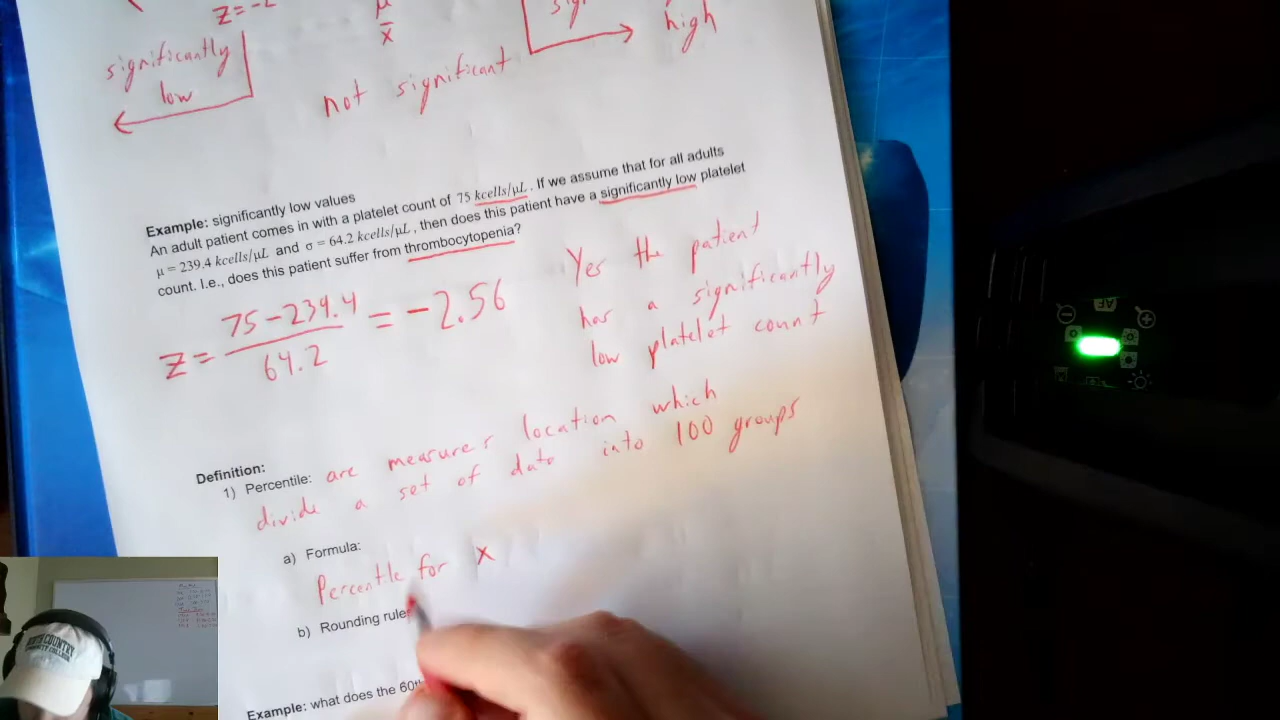 z=-2
μ
x̄
high
significantly
low
not significant
Example: significantly low values
An adult patient comes in with a platelet count of 75 kcells/μL. If we assume that for all adults
μ = 239.4 kcells/μL and σ = 64.2 kcells/μL, then does this patient have a significantly low platelet
count. I.e., does this patient suffer from thrombocytopenia?
z = 75-239.4 / 64.2 = -2.56
Yes the patient
has a significantly
low platelet count
Definition:
1) Percentile: are measures location which
divide a set of data into 100 groups
a) Formula:
Percentile for x
b) Rounding rule
Example: what does the 60th
AF